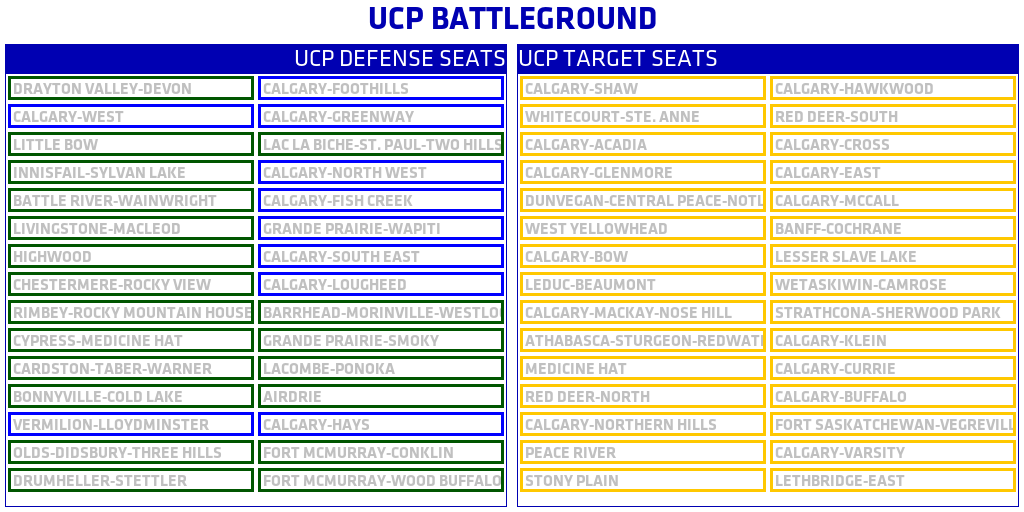 UCP BATTLEGROUND
UCP DEFENSE SEATS
DRAYTON VALLEY-DEVON
CALGARY-WEST
LITTLE BOW
INNISFAIL-SYLVAN LAKE
BATTLE RIVER-WAINWRIGHT
LIVINGSTONE-MACLEOD
HIGHWOOD
CHESTERMERE-ROCKY VIEW
RIMBEY-ROCKY MOUNTAIN HOUSE
CYPRESS-MEDICINE HAT
CARDSTON-TABER-WARNER
BONNYVILLE-COLD LAKE
VERMILION-LLOYDMINSTER
OLDS-DIDSBURY-THREE HILLS
DRUMHELLER-STETTLER
CALGARY-FOOTHILLS
CALGARY-GREENWAY
LAC LA BICHE-ST. PAUL-TWO HILLS
CALGARY-NORTH WEST
CALGARY-FISH CREEK
GRANDE PRAIRIE-WAPITI
CALGARY-SOUTH EAST
CALGARY-LOUGHEED
BARRHEAD-MORINVILLE-WESTLO
GRANDE PRAIRIE-SMOKY
LACOMBE-PONOKA
AIRDRIE
CALGARY-HAYS
FORT MCMURRAY-CONKLIN
FORT MCMURRAY-WOOD BUFFALO
UCP TARGET SEATS
CALGARY-SHAW
WHITECOURT-STE. ANNE
CALGARY-ACADIA
CALGARY-GLENMORE
DUNVEGAN-CENTRAL PEACE-NOTL
WEST YELLOWHEAD
CALGARY-BOW
LEDUC-BEAUMONT
CALGARY-MACKAY-NOSE HILL
ATHABASCA-STURGEON-REDWATE
MEDICINE HAT
RED DEER-NORTH
CALGARY-NORTHERN HILLS
PEACE RIVER
STONY PLAIN
CALGARY-HAWKWOOD
RED DEER-SOUTH
CALGARY-CROSS
CALGARY-EAST
CALGARY-MCCALL
BANFF-COCHRANE
LESSER SLAVE LAKE
WETASKIWIN-CAMROSE
STRATHCONA-SHERWOOD PARK
CALGARY-KLEIN
CALGARY-CURRIE
CALGARY-BUFFALO
FORT SASKATCHEWAN-VEGREVILL
CALGARY-VARSITY
LETHBRIDGE-EAST